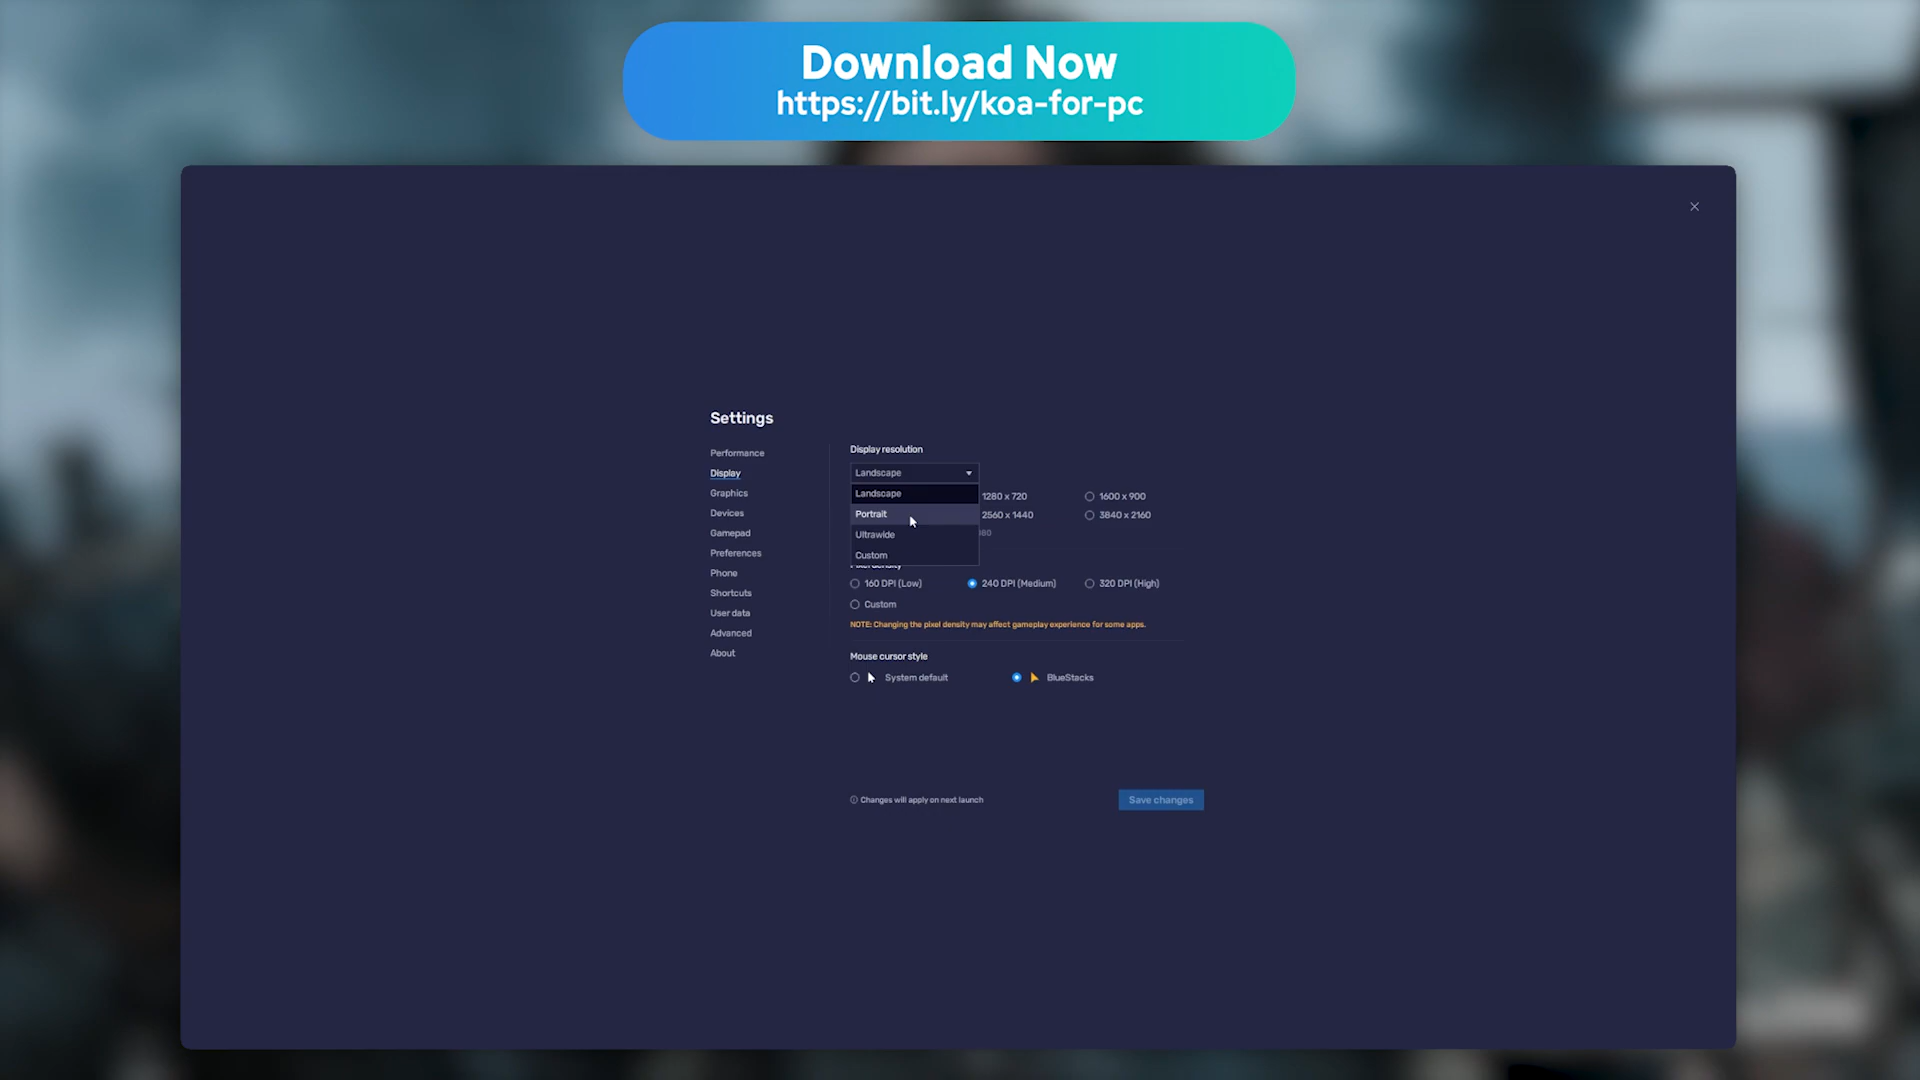 Download Now
https://bit.ly/koa-for-pc
Settings
Performance
Display
Graphics
Devices
Gamepad
Preferences
Phone
Shortcuts
User data
Advanced
About
Display resolution
Landscape
Landscape
Portrait
Ultrawide
Custom
1280 x 720
1600 x 900
2560 x 1440
3840 x 2160
Pixel density
160 DPI (Low)
240 DPI (Medium)
320 DPI (High)
Custom
NOTE: Changing the pixel density may affect gameplay experience for some apps.
Mouse cursor style
System default
BlueStacks
Changes will apply on next launch
Save changes